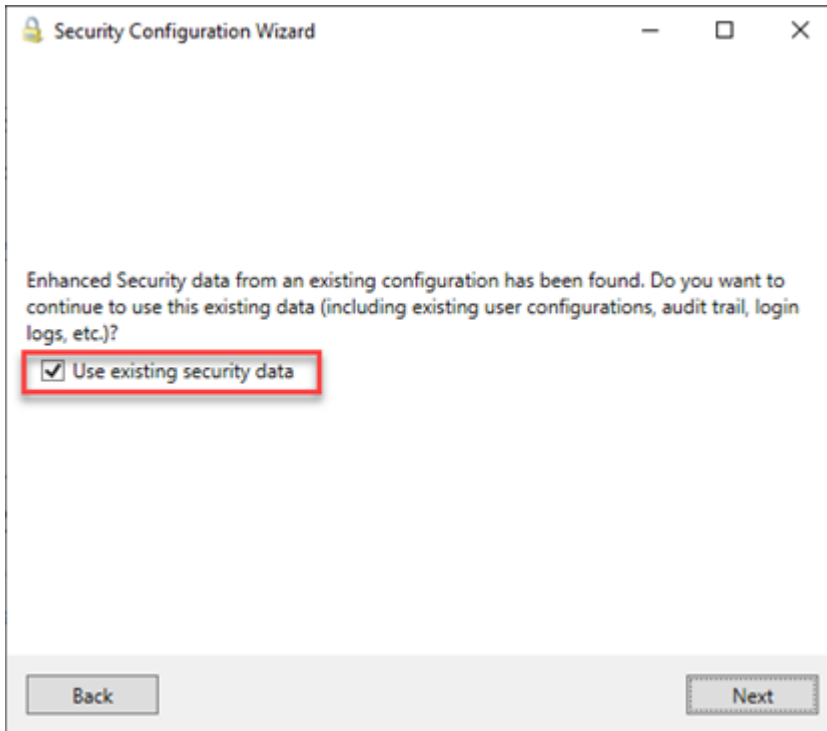 Security Configuration Wizard
Enhanced Security data from an existing configuration has been found. Do you want to
continue to use this existing data (including existing user configurations, audit trail, login
logs, etc.)?
Use existing security data
Back
Next